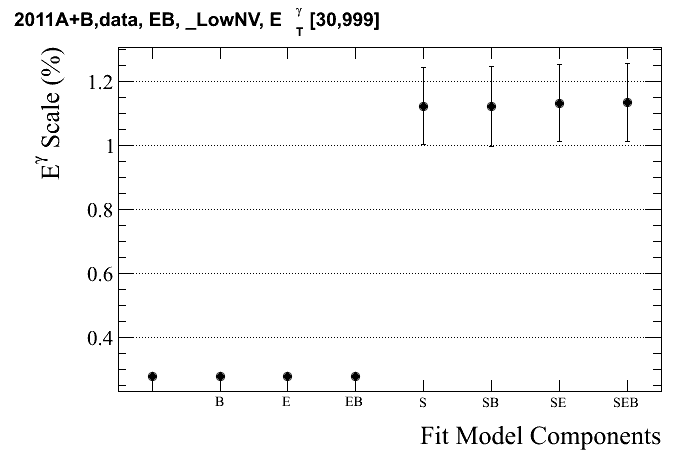 2011A+B,data, EB, _LowNV, E γ T [30,999]
E γ Scale (%)
1.2
1
0.8
0.6
0.4
B E EB S SB SE SEB
Fit Model Components